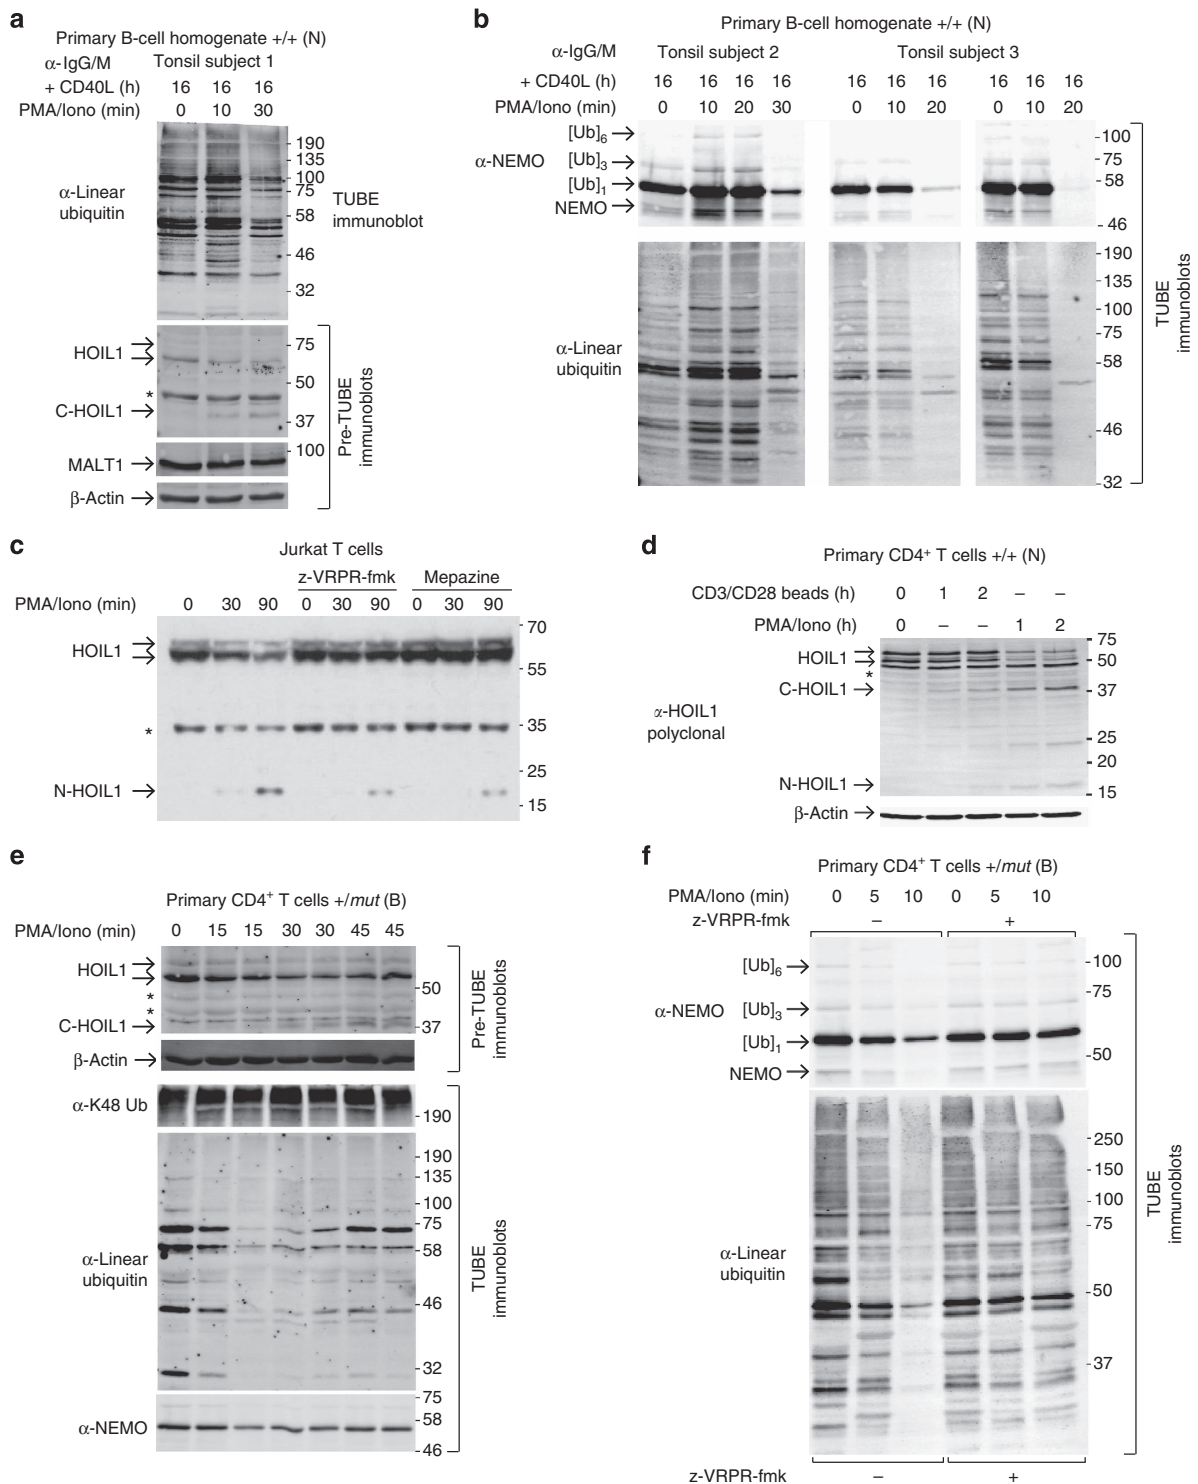 a
Primary B-cell homogenate +/+ (N)
α-IgG/M Tonsil subject 1
+ CD40L (h) 16 16 16
PMA/Iono (min) 0 10 30
190
135
100
75
58
46
32
α-Linear
ubiquitin
TUBE
immunoblot
HOIL1
*
C-HOIL1
75
50
37
MALT1
100
β-Actin
Pre-TUBE
immunoblots
b
Primary B-cell homogenate +/+ (N)
α-IgG/M Tonsil subject 2 Tonsil subject 3
+ CD40L (h) 16 16 16 16 16 16 16 16 16 16
PMA/Iono (min) 0 10 20 30 0 10 20 0 10 20
α-NEMO
[Ub]6
[Ub]3
[Ub]1
NEMO
100
75
58
46
α-Linear
ubiquitin
190
135
100
75
58
46
32
TUBE
immunoblots
c
Jurkat T cells
z-VRPR-fmk Mepazine
PMA/Iono (min) 0 30 90 0 30 90 0 30 90
HOIL1
*
N-HOIL1
70
55
35
25
15
d
Primary CD4+ T cells +/+ (N)
CD3/CD28 beads (h) 0 1 2 – –
PMA/Iono (h) 0 – – 1 2
HOIL1
*
C-HOIL1
α-HOIL1
polyclonal
N-HOIL1
β-Actin
75
50
37
25
20
15
e
Primary CD4+ T cells +/mut (B)
PMA/Iono (min) 0 15 15 30 30 45 45
HOIL1
*
*
C-HOIL1
50
37
β-Actin
Pre-TUBE
immunoblots
α-K48 Ub
190
α-Linear
ubiquitin
190
135
100
75
58
46
32
α-NEMO
75
58
46
TUBE
immunoblots
f
Primary CD4+ T cells +/mut (B)
PMA/Iono (min) 0 5 10 0 5 10
z-VRPR-fmk – +
α-NEMO
[Ub]6
[Ub]3
[Ub]1
NEMO
100
75
50
α-Linear
ubiquitin
250
150
100
75
50
37
TUBE
immunoblots
z-VRPR-fmk – +